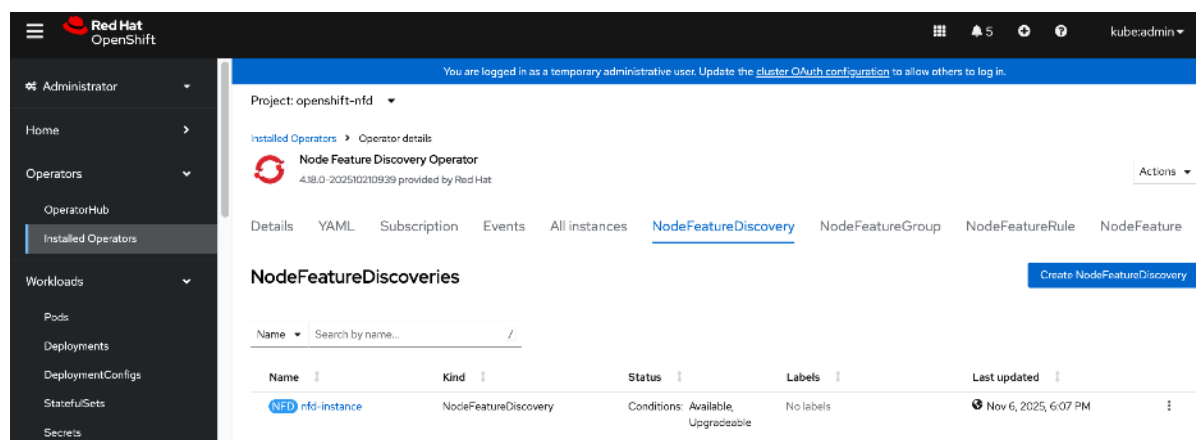 Red Hat
OpenShift
5
kube:admin
Administrator
Home
Operators
OperatorHub
Installed Operators
Workloads
Pods
Deployments
DeploymentConfigs
StatefulSets
Secrets
You are logged in as a temporary administrative user. Update the cluster OAuth configuration to allow others to log in.
Project: openshift-nfd
Installed Operators > Operator details
Node Feature Discovery Operator
4.18.0-202510210939 provided by Red Hat
Actions
Details YAML Subscription Events All instances NodeFeatureDiscovery NodeFeatureGroup NodeFeatureRule NodeFeature
NodeFeatureDiscoveries
Create NodeFeatureDiscovery
Name Search by name... /
Name Kind Status Labels Last updated
NFD nfd-instance NodeFeatureDiscovery Conditions: Available, No labels Nov 6, 2025, 6:07 PM
Upgradeable